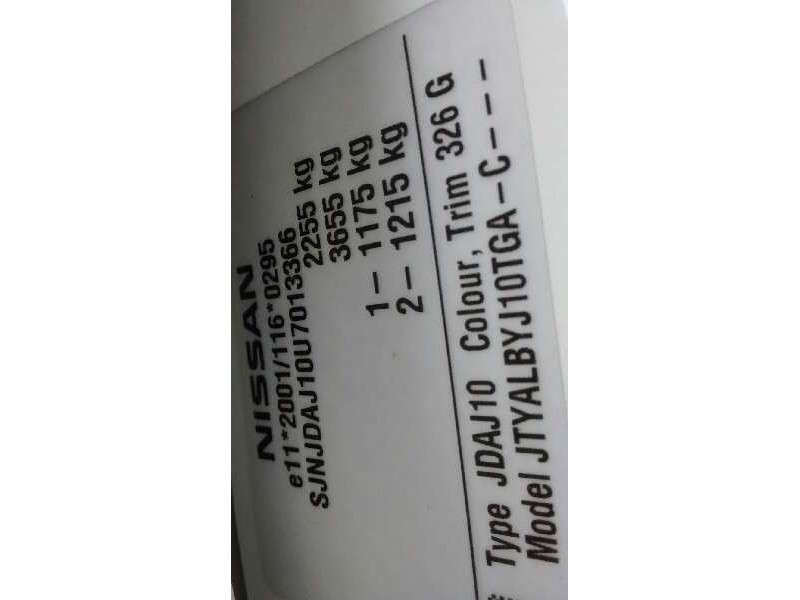 NISSAN
e11*2001/116*0295
SJNJDAJ10U7013366
2255 kg
3655 kg
1– 1175 kg
2– 1215 kg
Type JDAJ10 Colour, Trim 326 G
Model JTYALBYJ10TGA–C–––